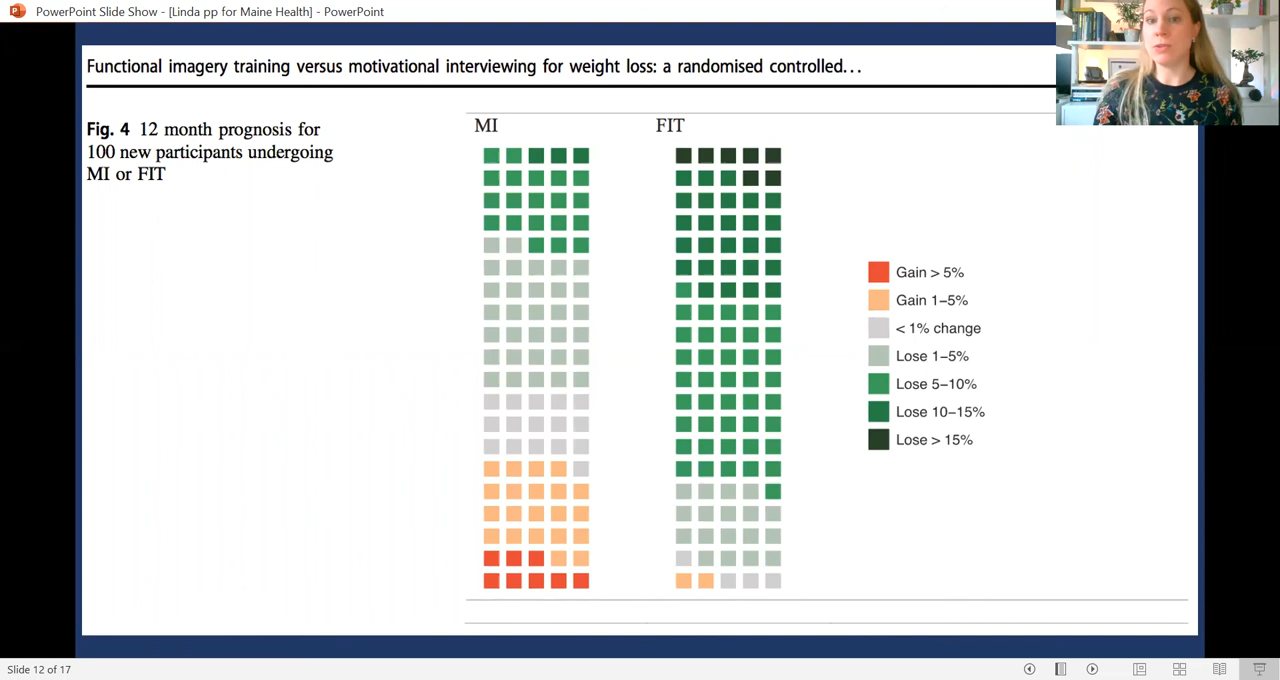 PowerPoint Slide Show - [Linda pp for Maine Health] - PowerPoint
Functional imagery training versus motivational interviewing for weight loss: a randomised controlled…
Fig. 4 12 month prognosis for
100 new participants undergoing
MI or FIT
MI
FIT
Gain > 5%
Gain 1–5%
< 1% change
Lose 1–5%
Lose 5–10%
Lose 10–15%
Lose > 15%
Slide 12 of 17